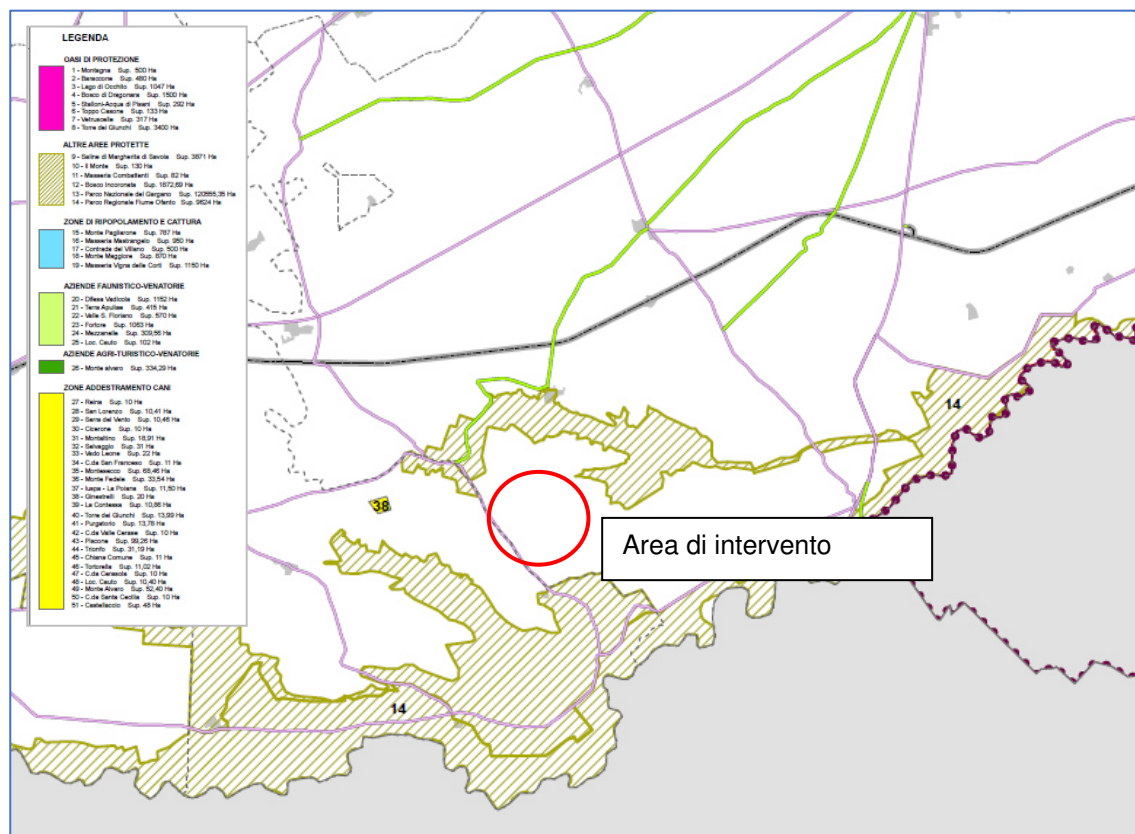 LEGENDA
OASI DI PROTEZIONE
1 - Montagna Sup. 500 Ha
2 - Baraccone Sup. 480 Ha
3 - Lago di Occhito Sup. 1047 Ha
4 - Bosco di Dragonara Sup. 1500 Ha
5 - Stalloni-Acqua di Pisani Sup. 292 Ha
6 - Toppo Casone Sup. 133 Ha
7 - Vetruscelle Sup. 317 Ha
8 - Torre dei Giunchi Sup. 3400 Ha
ALTRE AREE PROTETTE
9 - Saline di Margherita di Savoia Sup. 3871 Ha
10 - Il Monte Sup. 130 Ha
11 - Masseria Combattenti Sup. 82 Ha
12 - Bosco Incoronata Sup. 1872,69 Ha
13 - Parco Nazionale del Gargano Sup. 120555,35 Ha
14 - Parco Regionale Fiume Ofanto Sup. 9624 Ha
ZONE DI RIPOPOLAMENTO E CATTURA
15 - Monte Paglierone Sup. 787 Ha
16 - Masseria Mastrangelo Sup. 950 Ha
17 - Contrada del Villano Sup. 500 Ha
18 - Monte Maggiore Sup. 870 Ha
19 - Masseria Vigna delle Corti Sup. 1150 Ha
AZIENDE FAUNISTICO-VENATORIE
20 - Difesa Vadicola Sup. 1152 Ha
21 - Terra Apuliae Sup. 415 Ha
22 - Valle S. Floriano Sup. 570 Ha
23 - Fortore Sup. 1063 Ha
24 - Mezzanelle Sup. 309,56 Ha
25 - Loc. Cauto Sup. 102 Ha
AZIENDE AGRI-TURISTICO-VENATORIE
26 - Monte alvaro Sup. 334,29 Ha
ZONE ADDESTRAMENTO CANI
27 - Reina Sup. 10 Ha
28 - San Lorenzo Sup. 10,41 Ha
29 - Serra del Vento Sup. 10,46 Ha
30 - Cicerone Sup. 10 Ha
31 - Montaltino Sup. 18,91 Ha
32 - Selvaggio Sup. 31 Ha
33 - Vado Leone Sup. 22 Ha
34 - C.da San Francesco Sup. 11 Ha
35 - Montesecco Sup. 68,46 Ha
36 - Monte Fedele Sup. 33,54 Ha
37 - Iuspa - La Poiana Sup. 11,50 Ha
38 - Ginestrelli Sup. 20 Ha
39 - La Contessa Sup. 10,86 Ha
40 - Torre dei Giunchi Sup. 13,99 Ha
41 - Purgatorio Sup. 13,78 Ha
42 - C.da Valle Cerase Sup. 10 Ha
43 - Piacone Sup. 99,26 Ha
44 - Trionfo Sup. 31,19 Ha
45 - Chiana Comune Sup. 11 Ha
46 - Tortorella Sup. 11,02 Ha
47 - C.da Cerasola Sup. 10 Ha
48 - Loc. Cauto Sup. 10,40 Ha
49 - Monte Alvaro Sup. 52,40 Ha
50 - C.da Santa Cecilia Sup. 10 Ha
51 - Castellaccio Sup. 48 Ha
14
38
Area di intervento
14